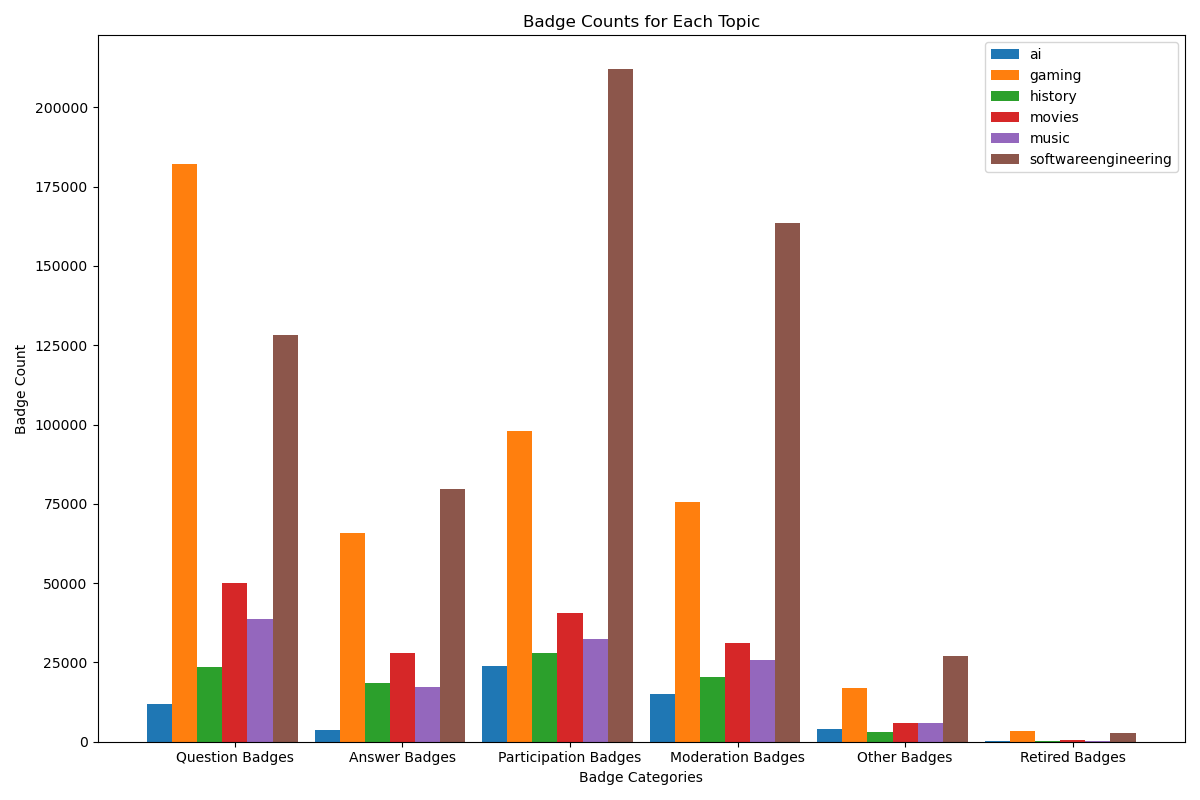 Badge Counts for Each Topic
ai
gaming
history
movies
music
softwareengineering
200000
175000
150000
125000
100000
75000
50000
25000
0
Badge Count
Question Badges
Answer Badges
Participation Badges
Moderation Badges
Other Badges
Retired Badges
Badge Categories